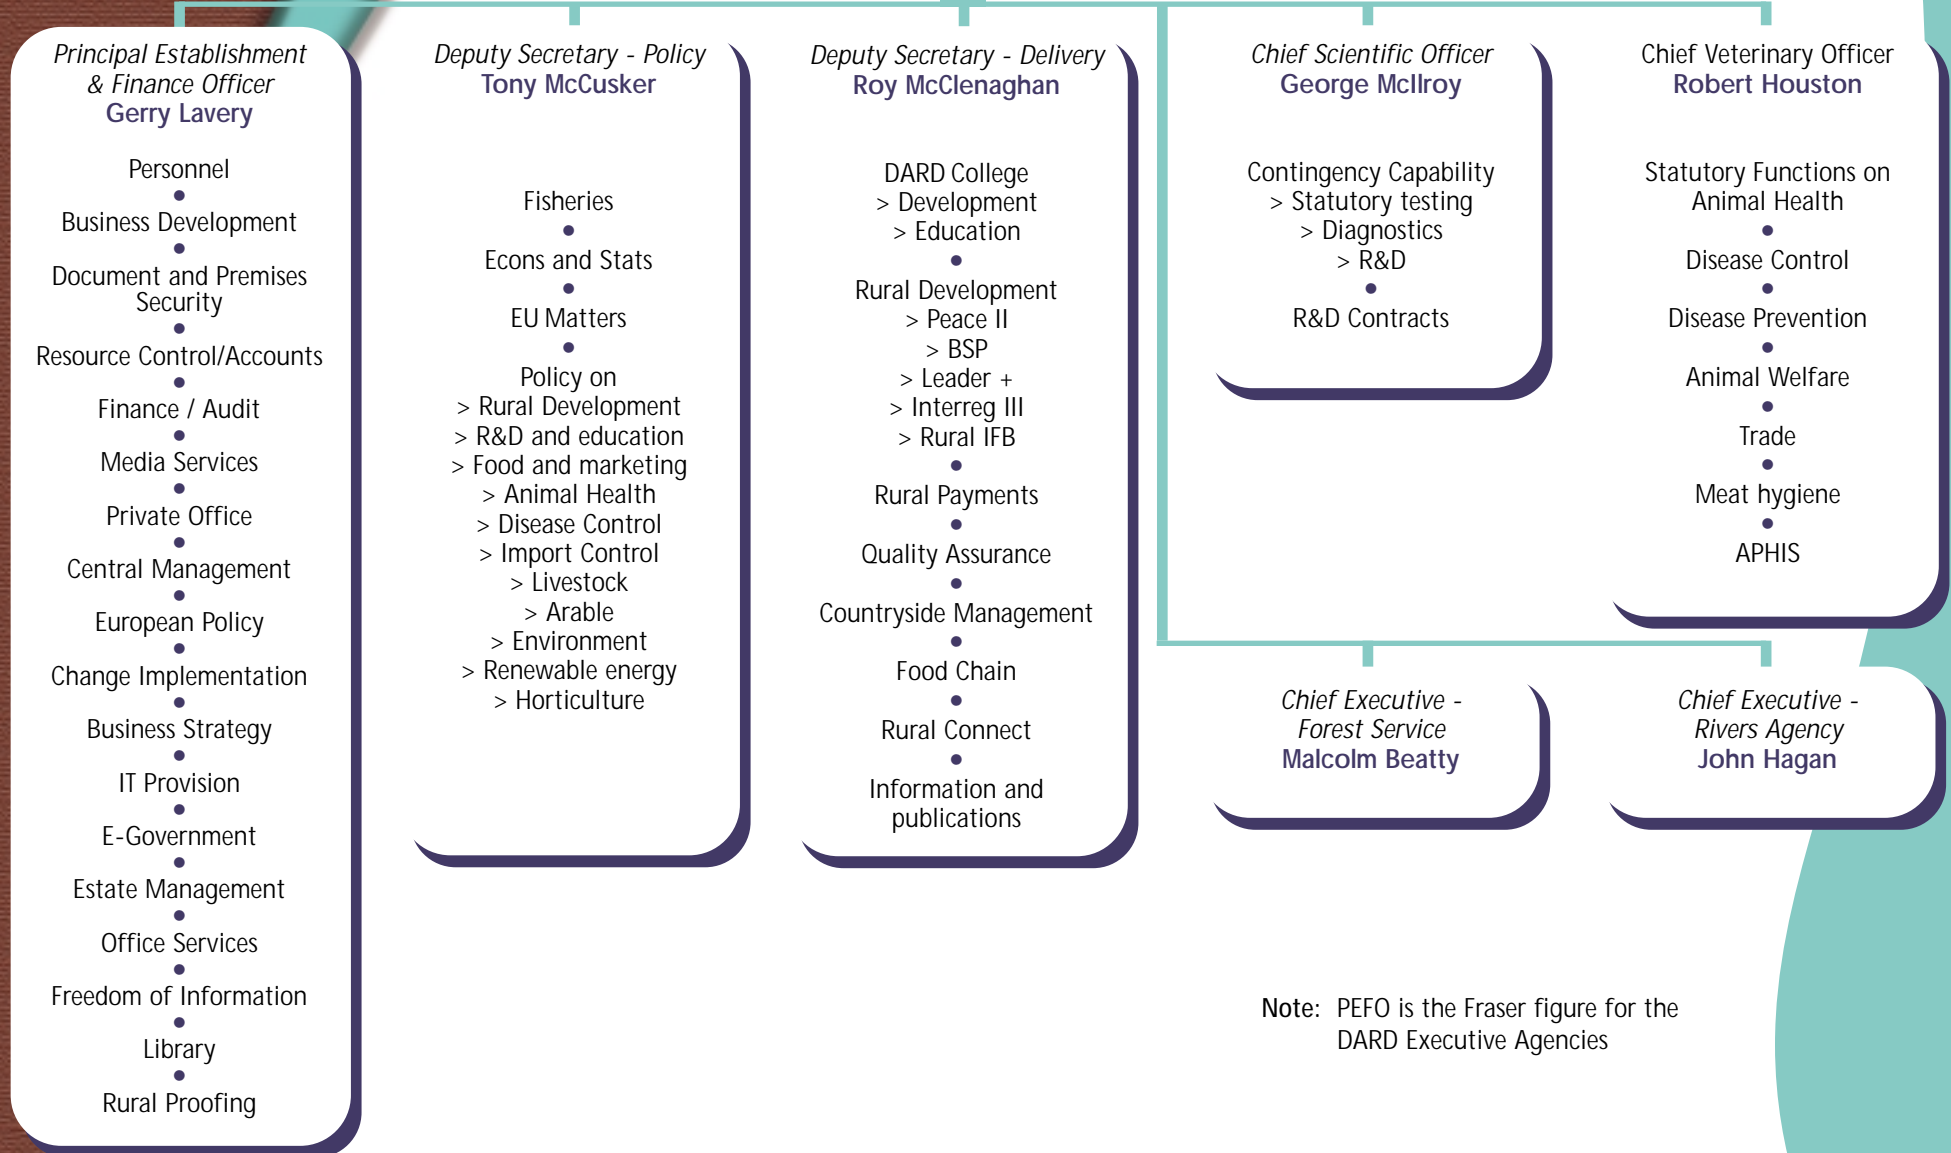 Principal Establishment
& Finance Officer
Gerry Lavery
Personnel
•
Business Development
•
Document and Premises
Security
•
Resource Control/Accounts
•
Finance / Audit
•
Media Services
•
Private Office
•
Central Management
•
European Policy
•
Change Implementation
•
Business Strategy
•
IT Provision
•
E-Government
•
Estate Management
•
Office Services
•
Freedom of Information
•
Library
•
Rural Proofing
Deputy Secretary - Policy
Tony McCusker
Fisheries
•
Econs and Stats
•
EU Matters
•
Policy on
> Rural Development
> R&D and education
> Food and marketing
> Animal Health
> Disease Control
> Import Control
> Livestock
> Arable
> Environment
> Renewable energy
> Horticulture
Deputy Secretary - Delivery
Roy McClenaghan
DARD College
> Development
> Education
•
Rural Development
> Peace II
> BSP
> Leader +
> Interreg III
> Rural IFB
•
Rural Payments
•
Quality Assurance
•
Countryside Management
•
Food Chain
•
Rural Connect
•
Information and
publications
Chief Scientific Officer
George McIlroy
Contingency Capability
> Statutory testing
> Diagnostics
> R&D
•
R&D Contracts
Chief Veterinary Officer
Robert Houston
Statutory Functions on
Animal Health
•
Disease Control
•
Disease Prevention
•
Animal Welfare
•
Trade
•
Meat hygiene
•
APHIS
Chief Executive -
Forest Service
Malcolm Beatty
Chief Executive -
Rivers Agency
John Hagan
Note: PEFO is the Fraser figure for the
DARD Executive Agencies